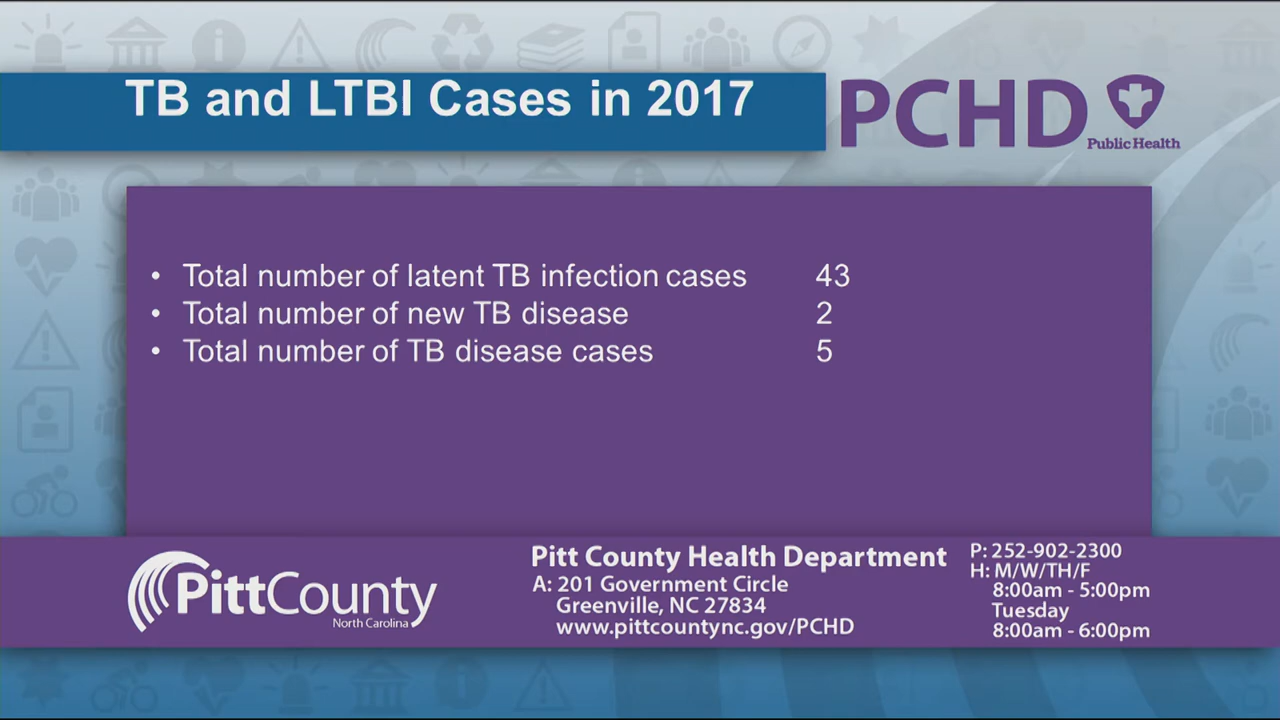 TB and LTBI Cases in 2017
PCHD
Public Health
• Total number of latent TB infection cases 43
• Total number of new TB disease 2
• Total number of TB disease cases 5
PittCounty
North Carolina
Pitt County Health Department
A: 201 Government Circle
Greenville, NC 27834
www.pittcountync.gov/PCHD
P: 252-902-2300
H: M/W/TH/F
8:00am - 5:00pm
Tuesday
8:00am - 6:00pm